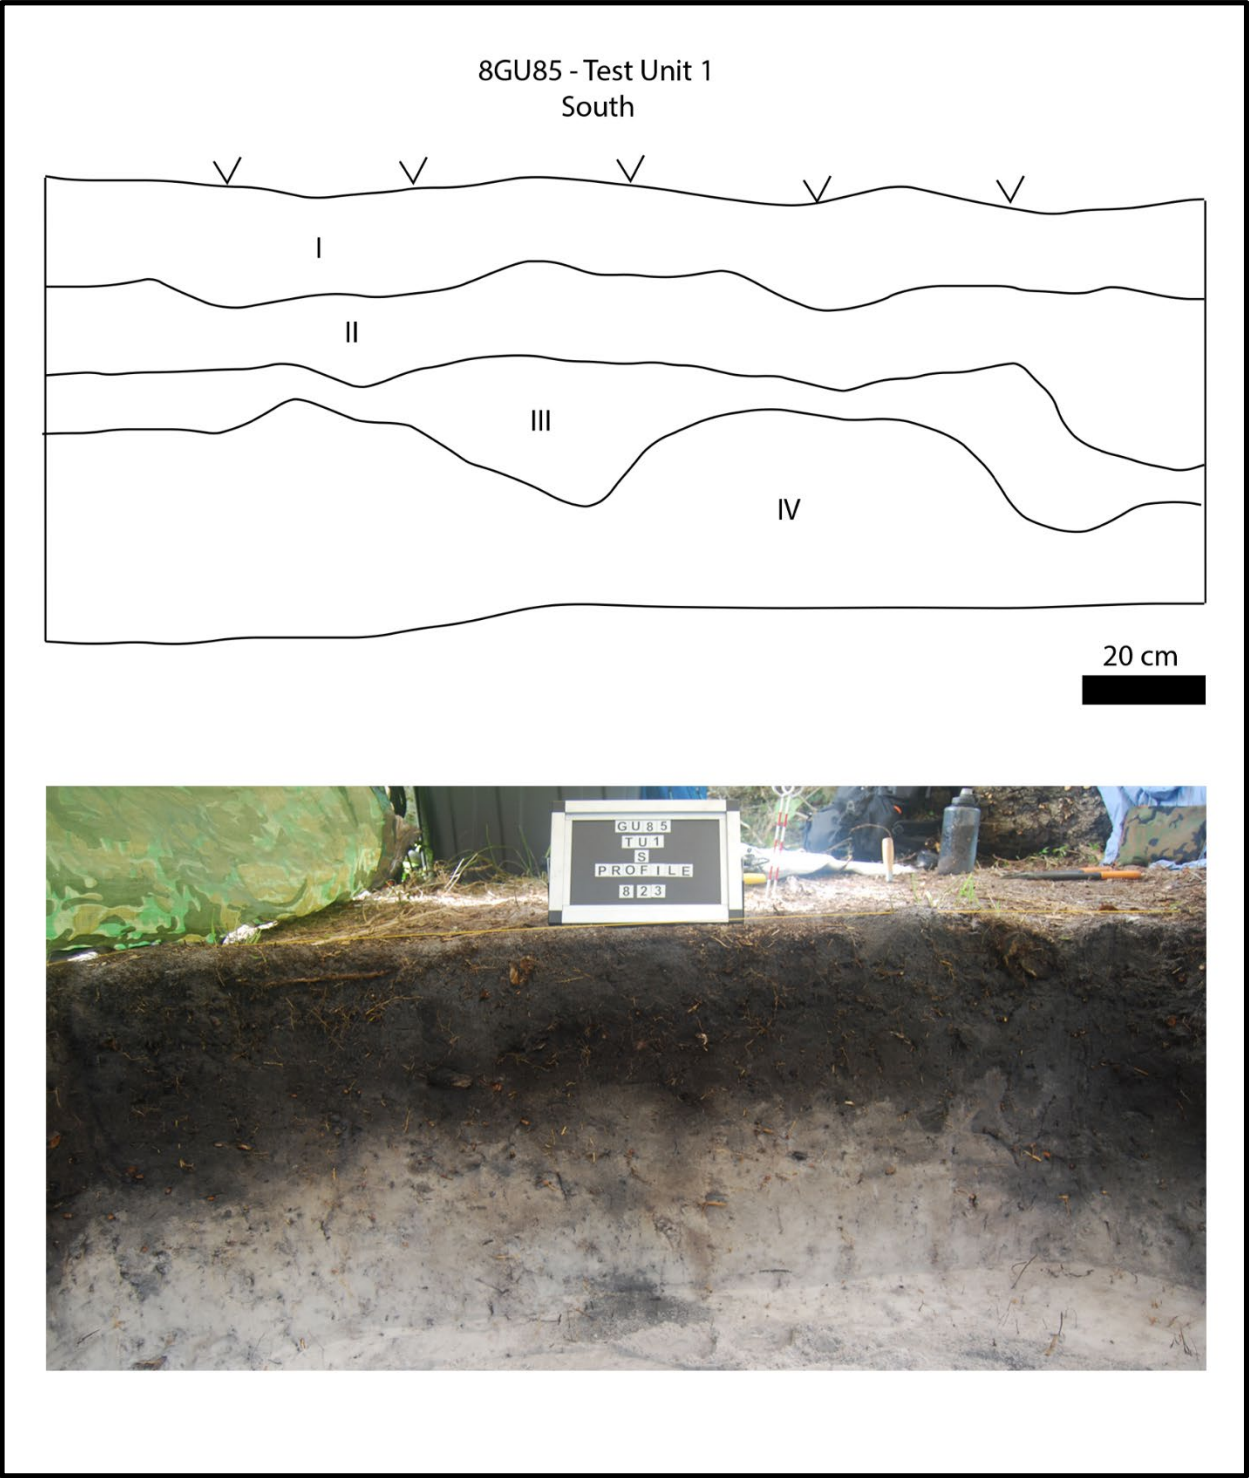 8GU85 - Test Unit 1
South
I
II
III
IV
20 cm
GU85
TU1
S
PROFILE
823